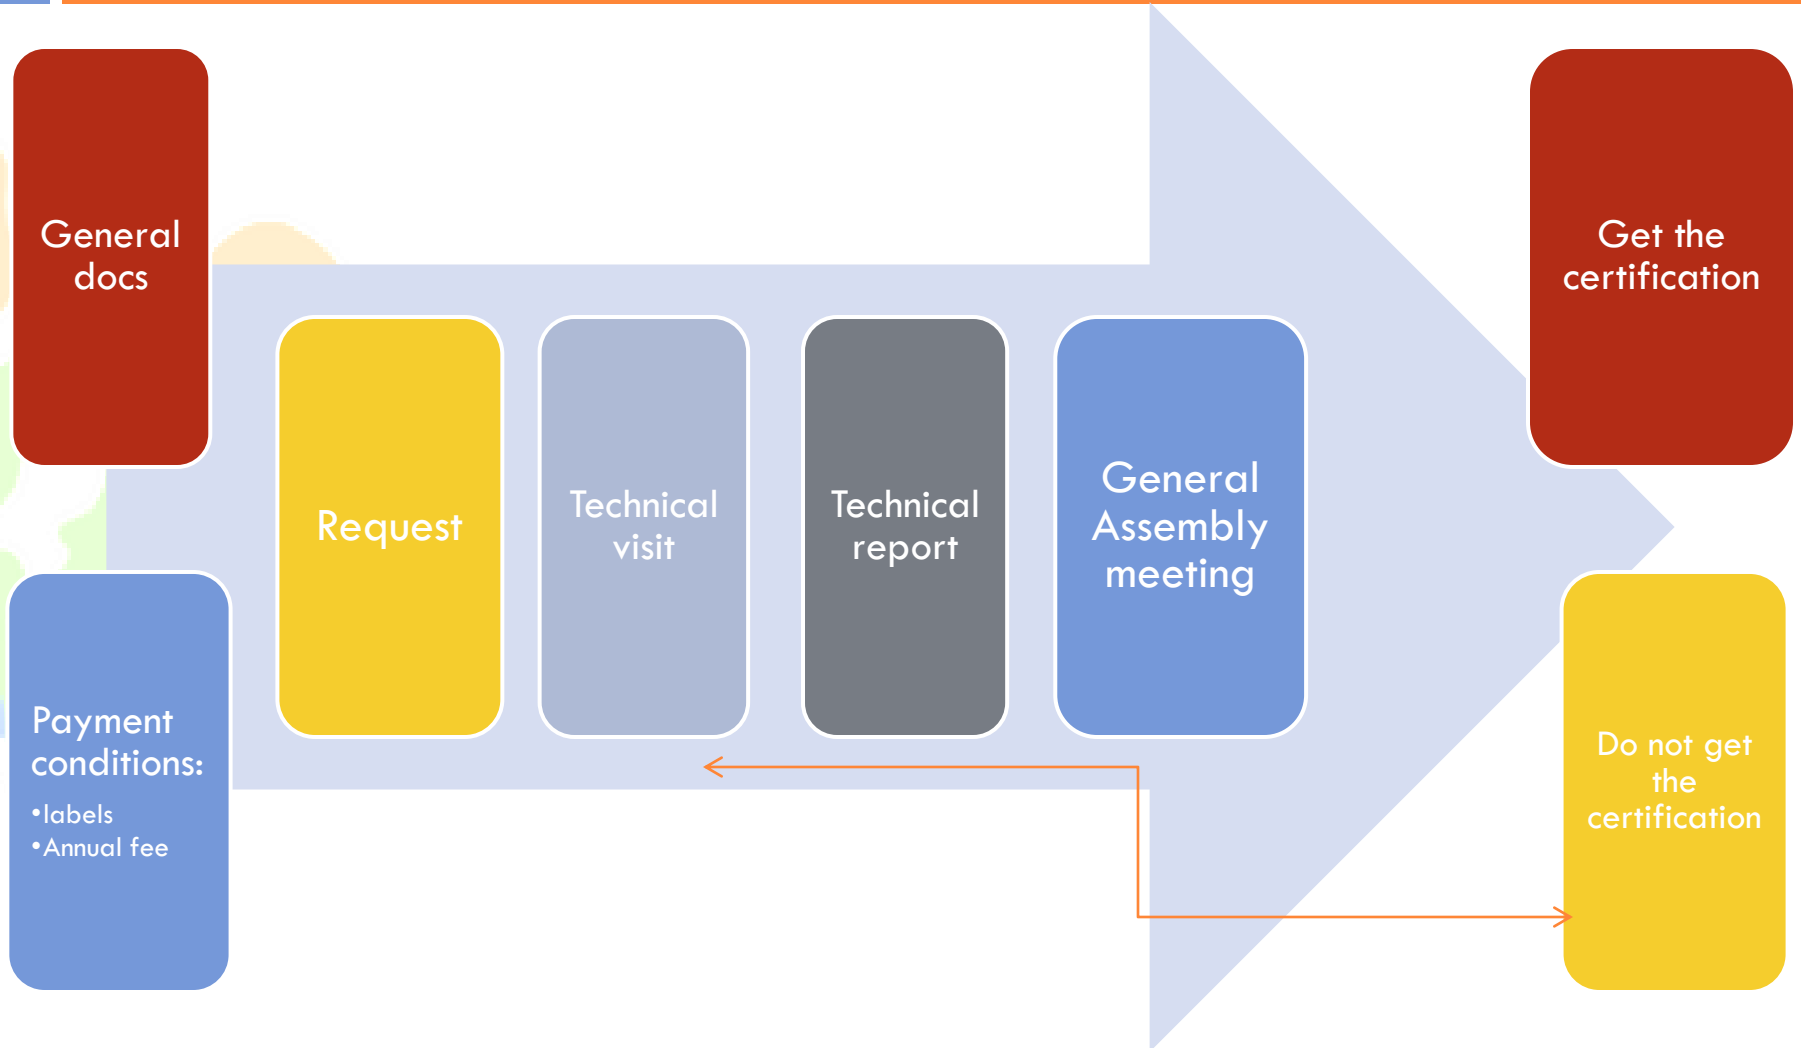 General
docs
Payment
conditions:
•labels
•Annual fee
Request
Technical
visit
Technical
report
General
Assembly
meeting
Get the
certification
Do not get
the
certification